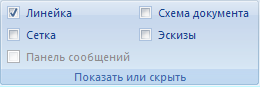 Линейка
Схема документа
Сетка
Эскизы
Панель сообщений
Показать или скрыть